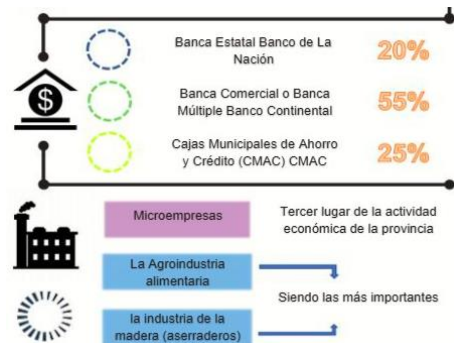 Banca Estatal Banco de La
Nación
20%
Banca Comercial o Banca
Múltiple Banco Continental
55%
Cajas Municipales de Ahorro
y Crédito (CMAC) CMAC
25%
Microempresas
Tercer lugar de la actividad
económica de la provincia
La Agroindustria
alimentaria
Siendo las más importantes
la industria de la
madera (aserraderos)